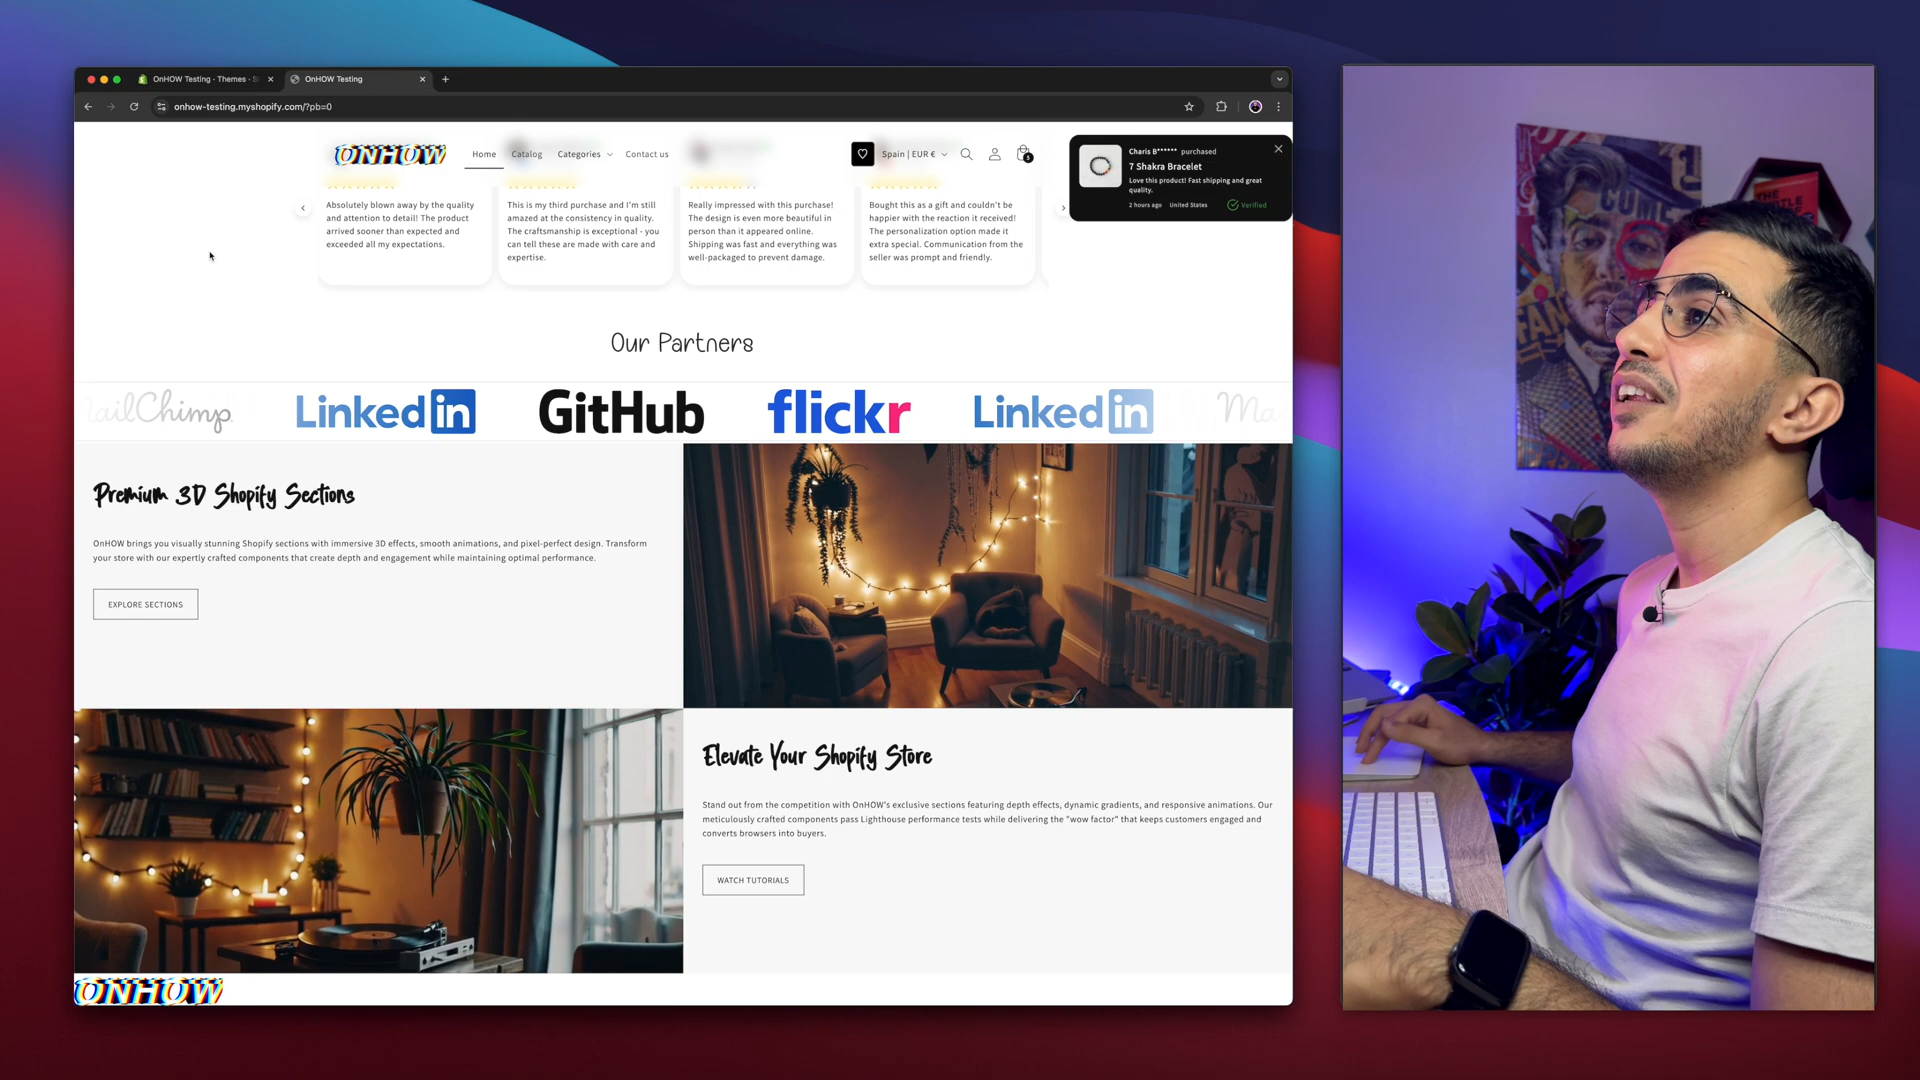 OnHOW Testing · Themes · S
OnHOW Testing
onhow-testing.myshopify.com/?pb=0
ONHOW
Home
Catalog
Categories
Contact us
Spain | EUR €
5
Charis B****** purchased
7 Shakra Bracelet
Love this product! Fast shipping and great
quality.
2 hours ago United States Verified
Absolutely blown away by the quality
and attention to detail! The product
arrived sooner than expected and
exceeded all my expectations.
This is my third purchase and I'm still
amazed at the consistency in quality.
The craftsmanship is exceptional - you
can tell these are made with care and
expertise.
Really impressed with this purchase!
The design is even more beautiful in
person than it appeared online.
Shipping was fast and everything was
well-packaged to prevent damage.
Bought this as a gift and couldn't be
happier with the reaction it received!
The personalization option made it
extra special. Communication from the
seller was prompt and friendly.
Our Partners
MailChimp
LinkedIn
GitHub
flickr
LinkedIn
Ma
Premium 3D Shopify Sections
OnHOW brings you visually stunning Shopify sections with immersive 3D effects, smooth animations, and pixel-perfect design. Transform
your store with our expertly crafted components that create depth and engagement while maintaining optimal performance.
EXPLORE SECTIONS
Elevate Your Shopify Store
Stand out from the competition with OnHOW's exclusive sections featuring depth effects, dynamic gradients, and responsive animations. Our
meticulously crafted components pass Lighthouse performance tests while delivering the "wow factor" that keeps customers engaged and
converts browsers into buyers.
WATCH TUTORIALS
ONHOW